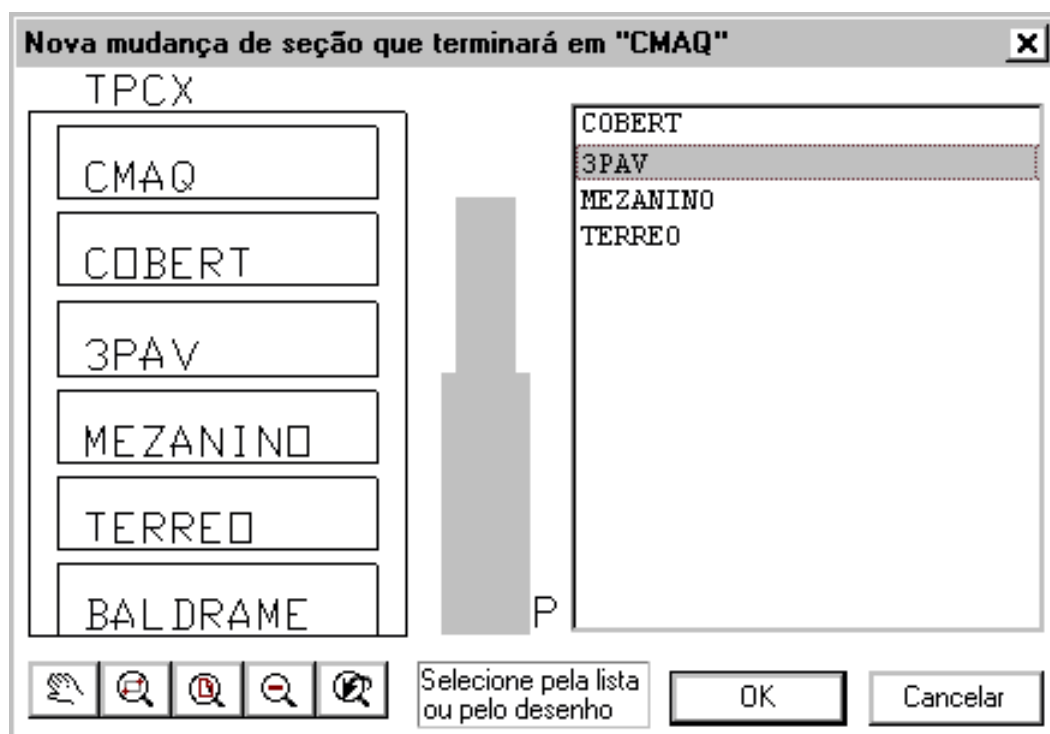 Nova mudança de seção que terminará em "CMAQ"
TPCX
CMAQ
COBERT
3PAV
MEZANINO
TERREO
BALDRAME
P
COBERT
3PAV
MEZANINO
TERREO
Selecione pela lista
ou pelo desenho
OK
Cancelar